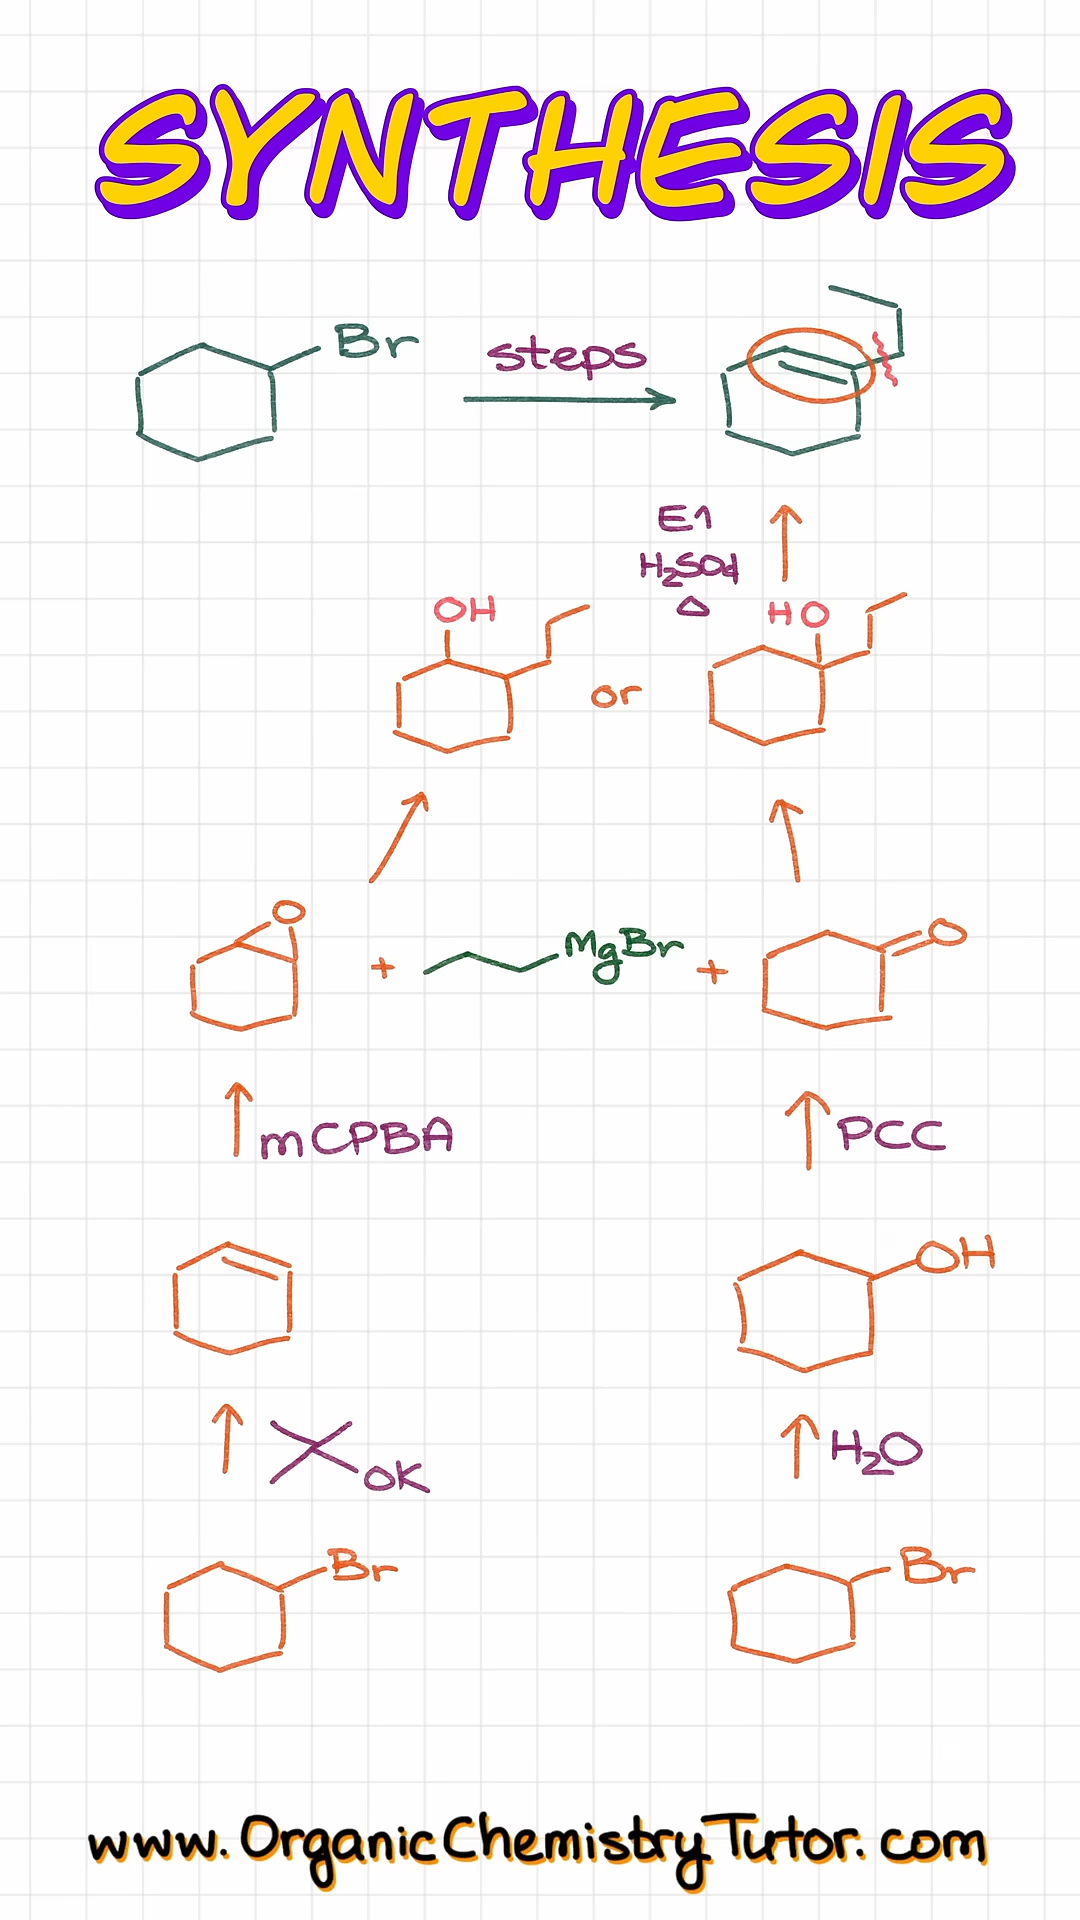 SYNTHESIS
Br
steps
E1
H2SO4
Δ
OH
HO
or
O
+
MgBr
+
O
mCPBA
PCC
OH
OK
H2O
Br
Br
www.OrganicChemistryTutor.com